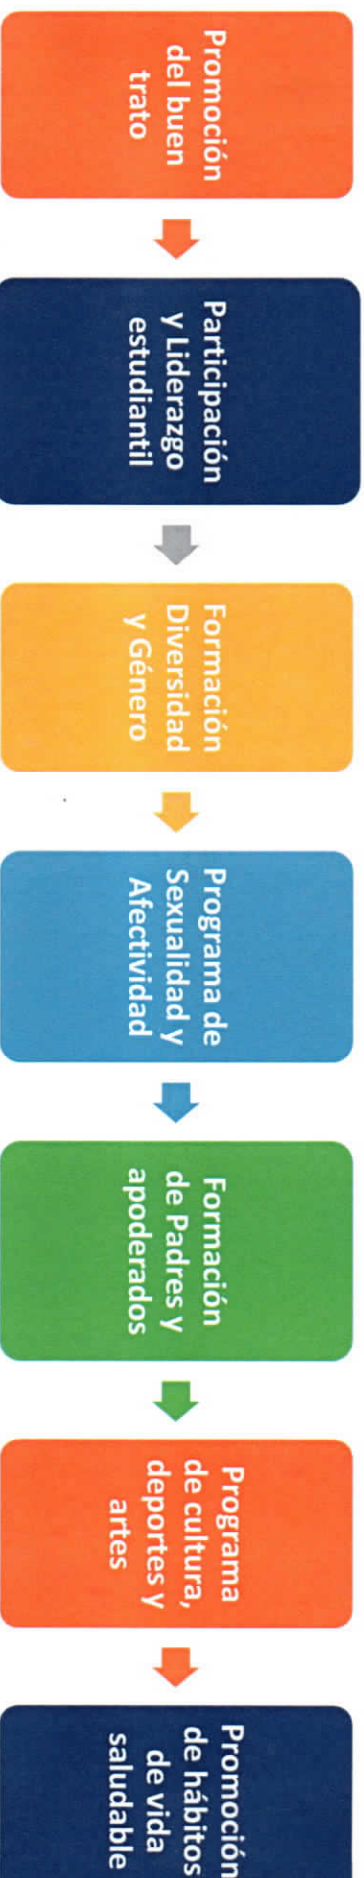 Promoción
del buen
trato
Participación
y Liderazgo
estudiantil
Formación
Diversidad
y Género
Programa de
Sexualidad y
Afectividad
Formación
de Padres y
apoderados
Programa
de cultura,
deportes y
artes
Promoción
de hábitos
de vida
saludable